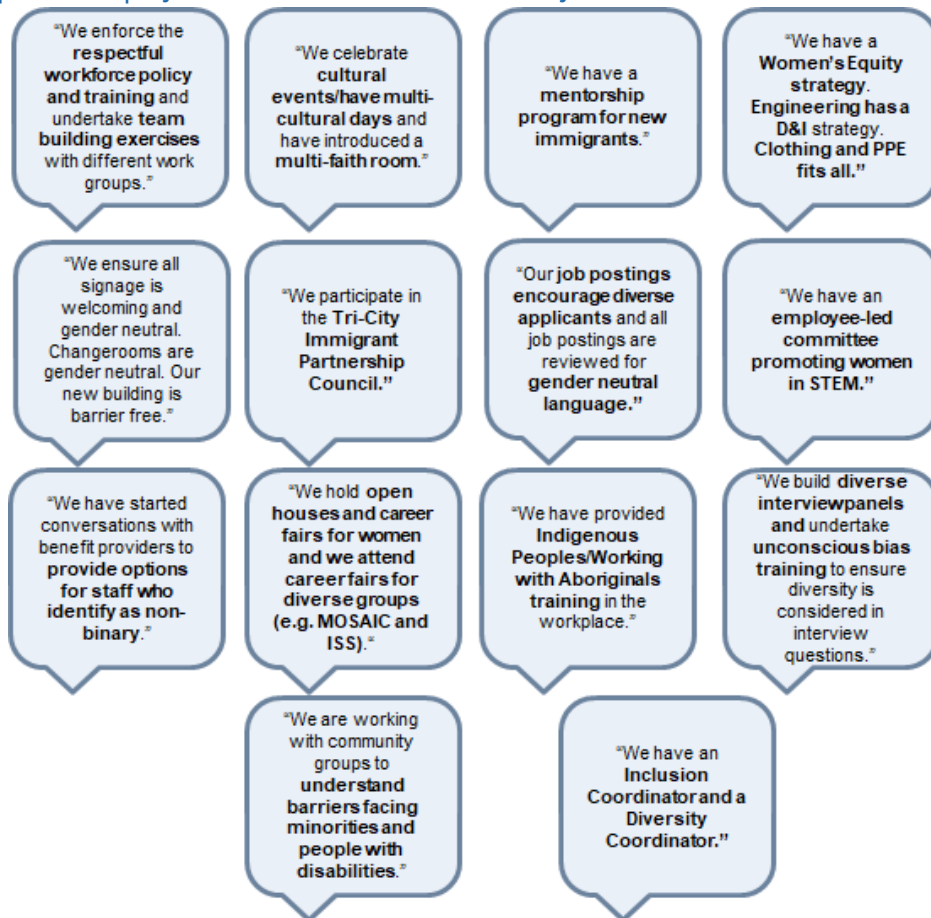 “We enforce the
respectful
workforce policy
and training and
undertake team
building exercises
with different work
groups.”
“We celebrate
cultural
events/have multi-
cultural days and
have introduced a
multi-faith room.”
“We have a
mentorship
program for new
immigrants.”
“We have a
Women's Equity
strategy.
Engineering has a
D&I strategy.
Clothing and PPE
fits all.”
“We ensure all
signage is
welcoming and
gender neutral.
Changerooms are
gender neutral. Our
new building is
barrier free.”
“We participate in
the Tri-City
Immigrant
Partnership
Council.”
“Our job postings
encourage diverse
applicants and all
job postings are
reviewed for
gender neutral
language.”
“We have an
employee-led
committee
promoting women
in STEM.”
“We have started
conversations with
benefit providers to
provide options
for staff who
identify as non-
binary.”
“We hold open
houses and career
fairs for women
and we attend
career fairs for
diverse groups
(e.g. MOSAIC and
ISS).“
“We have provided
Indigenous
Peoples/Working
with Aboriginals
training in the
workplace.”
“We build diverse
interview panels
and undertake
unconscious bias
training to ensure
diversity is
considered in
interview
questions.”
“We are working
with community
groups to
understand
barriers facing
minorities and
people with
disabilities.”
“We have an
Inclusion
Coordinator and a
Diversity
Coordinator.”